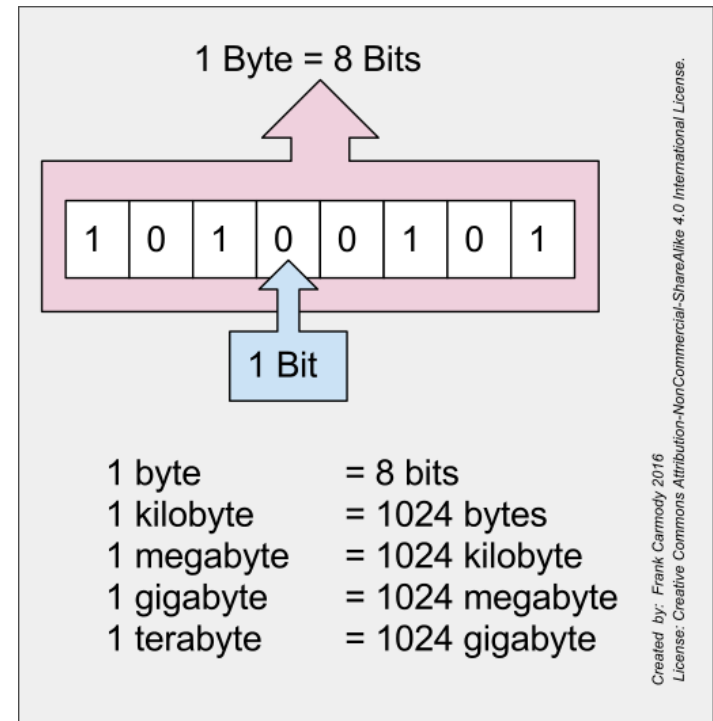 1 Byte = 8 Bits
1 0 1 0 0 1 0 1
1 Bit
1 byte = 8 bits
1 kilobyte = 1024 bytes
1 megabyte = 1024 kilobyte
1 gigabyte = 1024 megabyte
1 terabyte = 1024 gigabyte
Created by: Frank Carmody 2016
License: Creative Commons Attribution-NonCommercial-ShareAlike 4.0 International License.